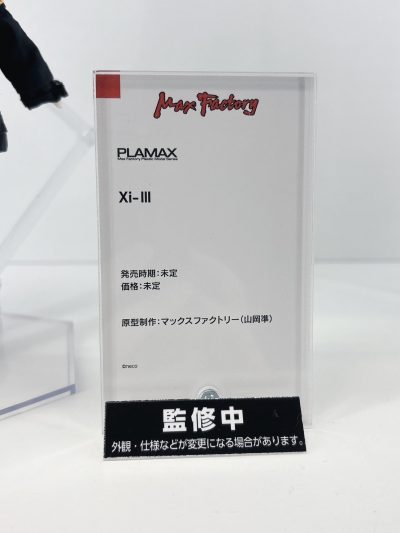 Max Factory
PLAMAX
Max Factory Plastic Model Series
Xi-III
発売時期：未定
価格：未定
原型制作：マックスファクトリー（山岡準）
©neco
監修中
外観・仕様などが変更になる場合があります。